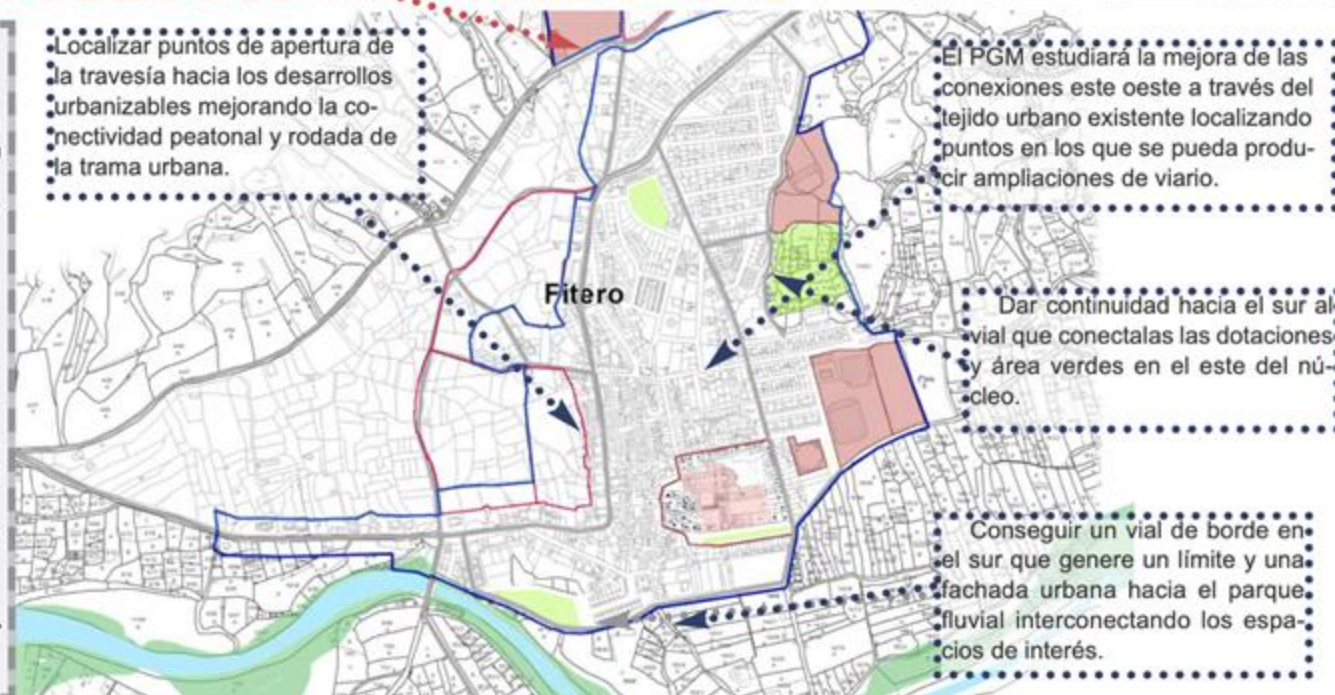 Localizar puntos de apertura de
la travesía hacia los desarrollos
urbanizables mejorando la co-
nectividad peatonal y rodada de
la trama urbana.
El PGM estudiará la mejora de las
conexiones este oeste a través del
tejido urbano existente localizando
puntos en los que se pueda produ-
cir ampliaciones de viario.
Fitero
Dar continuidad hacia el sur al
vial que conectalas las dotaciones
y área verdes en el este del nú-
cleo.
Conseguir un vial de borde en
el sur que genere un límite y una
fachada urbana hacia el parque
fluvial interconectando los espa-
cios de interés.